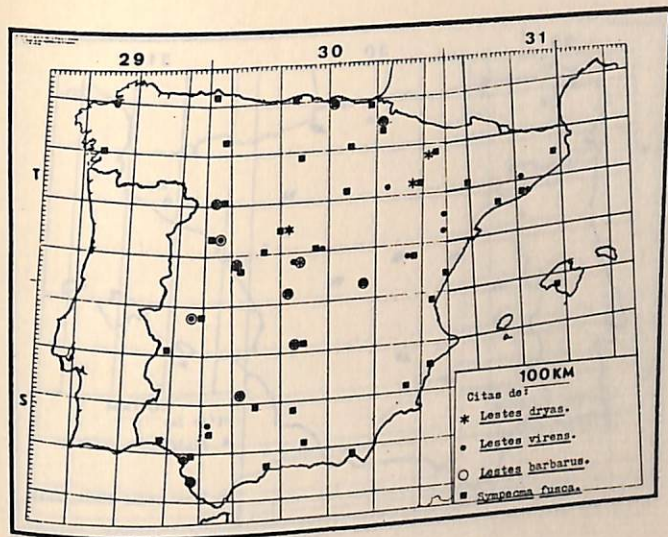 29 30 31
T
S
100KM
Citas de:
* Lestes dryas.
• Lestes virens.
○ Lestes barbarus.
■ Sympecma fusca.